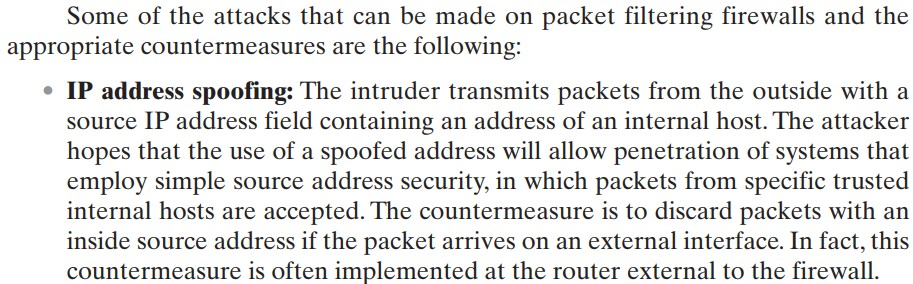 Some of the attacks that can be made on packet filtering firewalls and the
appropriate countermeasures are the following:
• IP address spoofing: The intruder transmits packets from the outside with a
source IP address field containing an address of an internal host. The attacker
hopes that the use of a spoofed address will allow penetration of systems that
employ simple source address security, in which packets from specific trusted
internal hosts are accepted. The countermeasure is to discard packets with an
inside source address if the packet arrives on an external interface. In fact, this
countermeasure is often implemented at the router external to the firewall.